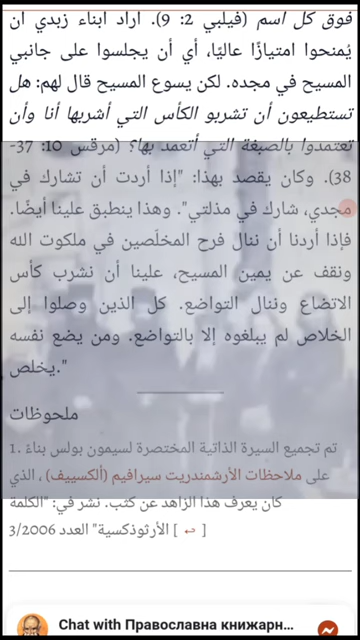 فوق كل اسم (فيلبي 2: 9). أراد أبناء زبدي أن
يُمنحوا امتيازًا عاليًا، أي أن يجلسوا على جانبي
المسيح في مجده. لكن يسوع المسيح قال لهم: هل
تستطيعون أن تشربو الكأس التي أشربها أنا وأن
تعتمدوا بالصبغة التي أتعمد بها؟ (مرقس 10: 37-
38). وكان يقصد بهذا: "إذا أردت أن تشارك في
مجدي، شارك في مذلتي". وهذا ينطبق علينا أيضًا.
فإذا أردنا أن ننال فرح المخلّصين في ملكوت الله
ونقف عن يمين المسيح، علينا أن نشرب كأس
الاتضاع وننال التواضع. كل الذين وصلوا إلى
الخلاص لم يبلغوه إلا بالتواضع. ومن يضع نفسه
يخلص."
ملحوظات
1. تم تجميع السيرة الذاتية المختصرة لسيمون بولس بناءً
على ملاحظات الأرشمندريت سيرافيم (ألكسييف) ، الذي
كان يعرف هذا الزاهد عن كثب. نشر في: "الكلمة
الأرثوذكسية" العدد 3/2006 [ ↩ ]
Chat with Православна книжарн...